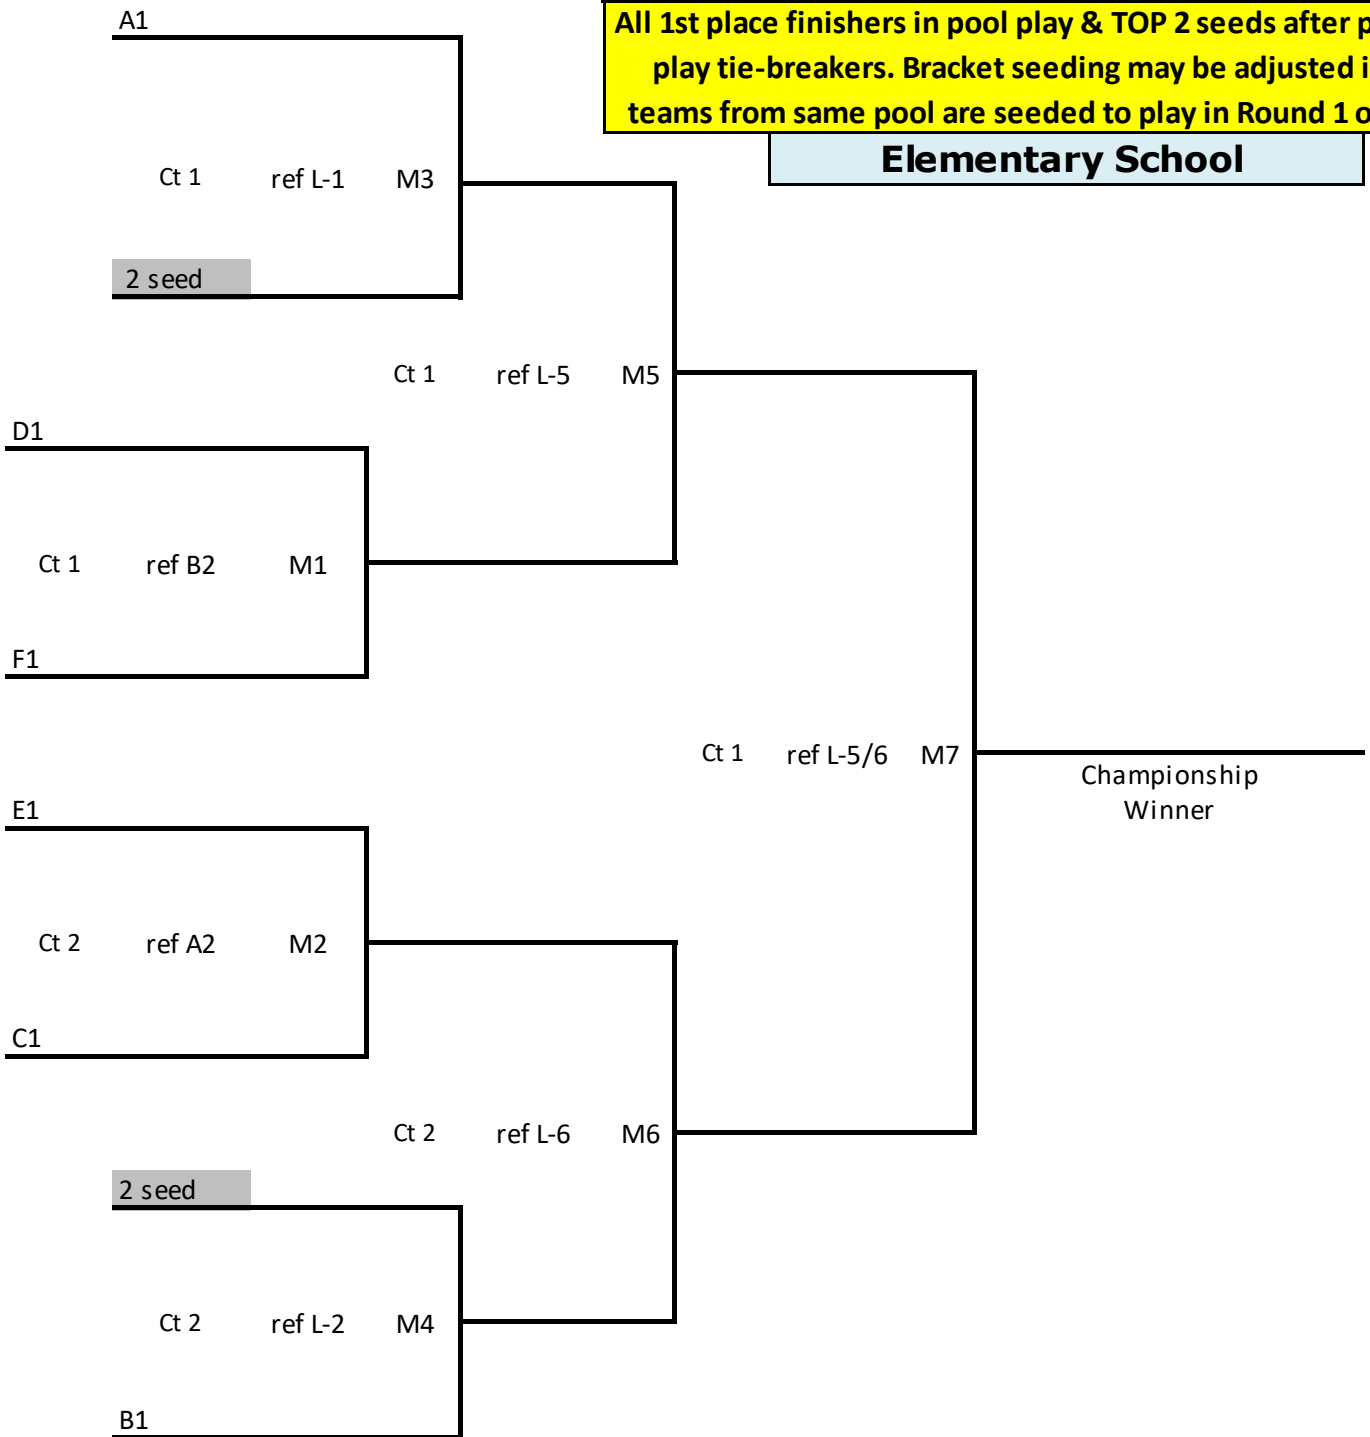 A1
All 1st place finishers in pool play & TOP 2 seeds after
play tie-breakers. Bracket seeding may be adjusted
teams from same pool are seeded to play in Round 1
Elementary School
Ct 1 ref L-1 M3
2 seed
Ct 1 ref L-5 M5
D1
Ct 1 ref B2 M1
F1
Ct 1 ref L-5/6 M7
Championship
Winner
E1
Ct 2 ref A2 M2
C1
Ct 2 ref L-6 M6
2 seed
Ct 2 ref L-2 M4
B1